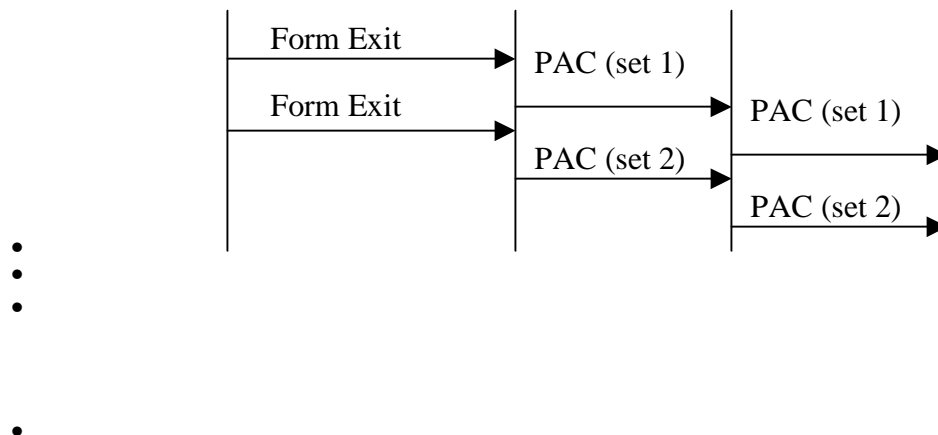 Form Exit
PAC (set 1)
Form Exit
PAC (set 1)
PAC (set 2)
PAC (set 2)